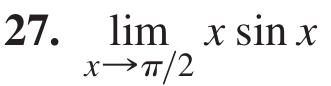 27. lim x sin x
x→π/2